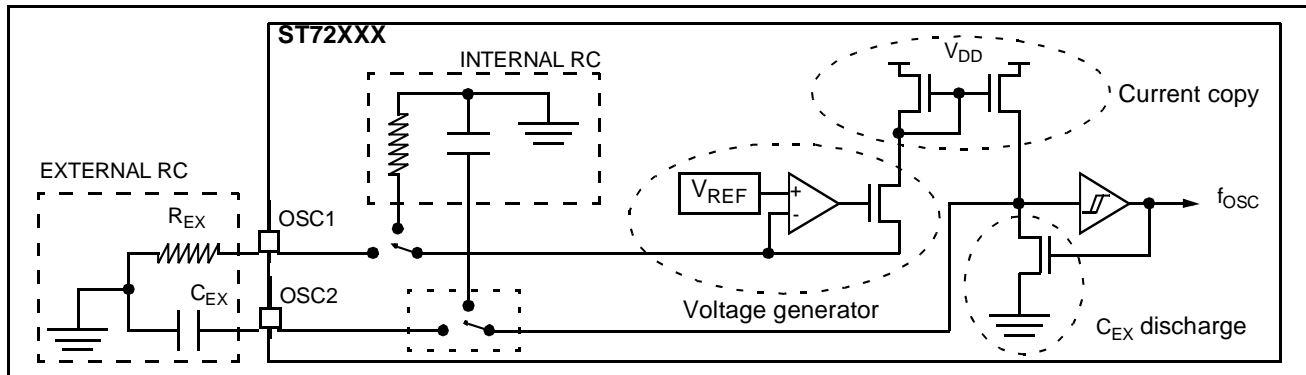 ST72XXX
INTERNAL RC
VDD
Current copy
EXTERNAL RC
REX
OSC1
VREF
+
-
fOSC
CEX
OSC2
Voltage generator
CEX discharge